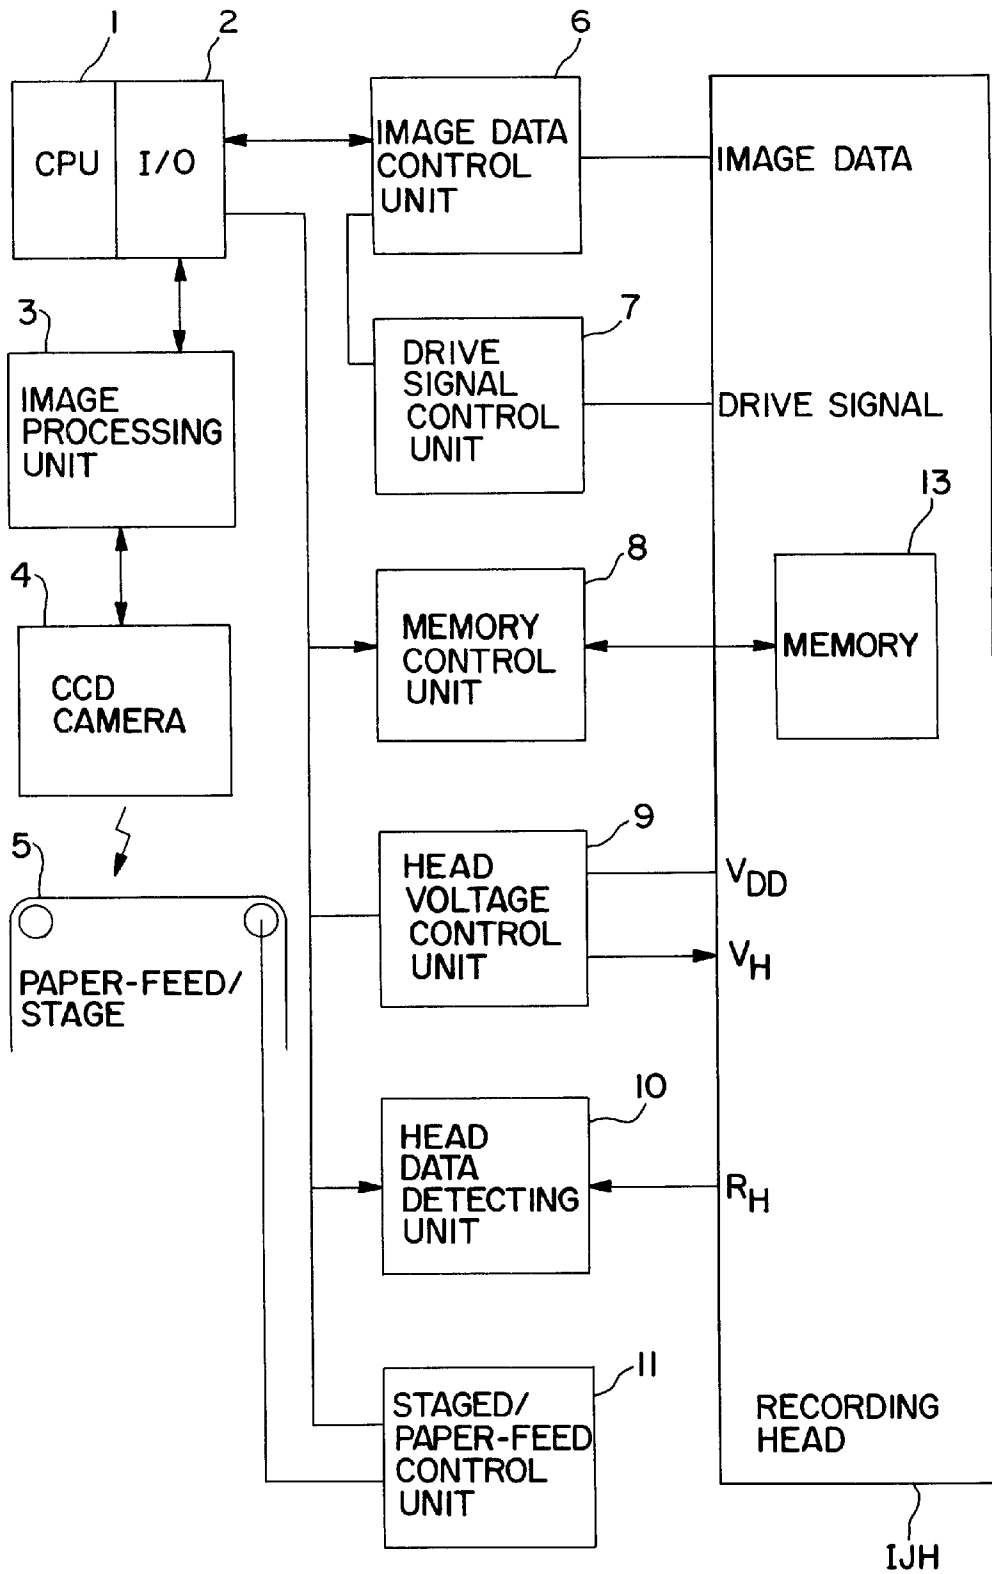 1
2
6
CPU
I/O
IMAGE DATA
CONTROL
UNIT
IMAGE DATA
3
IMAGE
PROCESSING
UNIT
7
DRIVE
SIGNAL
CONTROL
UNIT
DRIVE SIGNAL
13
4
CCD
CAMERA
8
MEMORY
CONTROL
UNIT
MEMORY
5
PAPER-FEED/
STAGE
9
HEAD
VOLTAGE
CONTROL
UNIT
VDD
VH
10
HEAD
DATA
DETECTING
UNIT
RH
11
STAGED/
PAPER-FEED
CONTROL
UNIT
RECORDING
HEAD
IJH